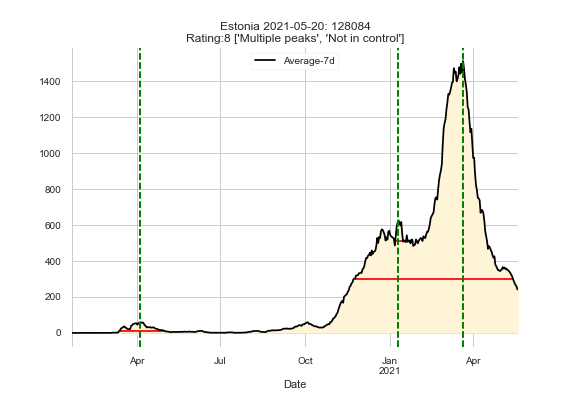 Estonia 2021-05-20: 128084
Rating:8 ['Multiple peaks', 'Not in control']
Average-7d
1400
1200
1000
800
600
400
200
0
Apr Jul Oct Jan Apr
2021
Date